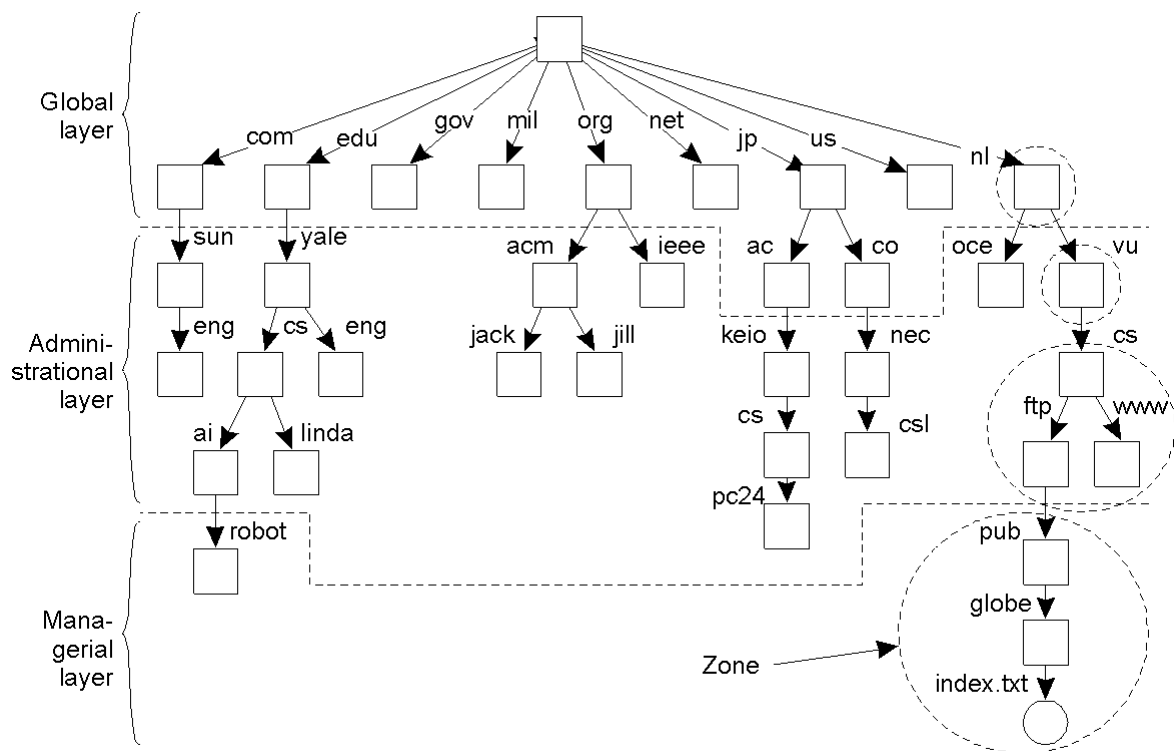 Global
layer
com
edu
gov
mil
org
net
jp
us
nl
sun
yale
acm
ieee
ac
co
oce
vu
Admini-
strational
layer
eng
cs
eng
jack
jill
keio
nec
cs
ai
linda
cs
csl
ftp
www
pc24
robot
pub
Mana-
gerial
layer
globe
Zone
index.txt